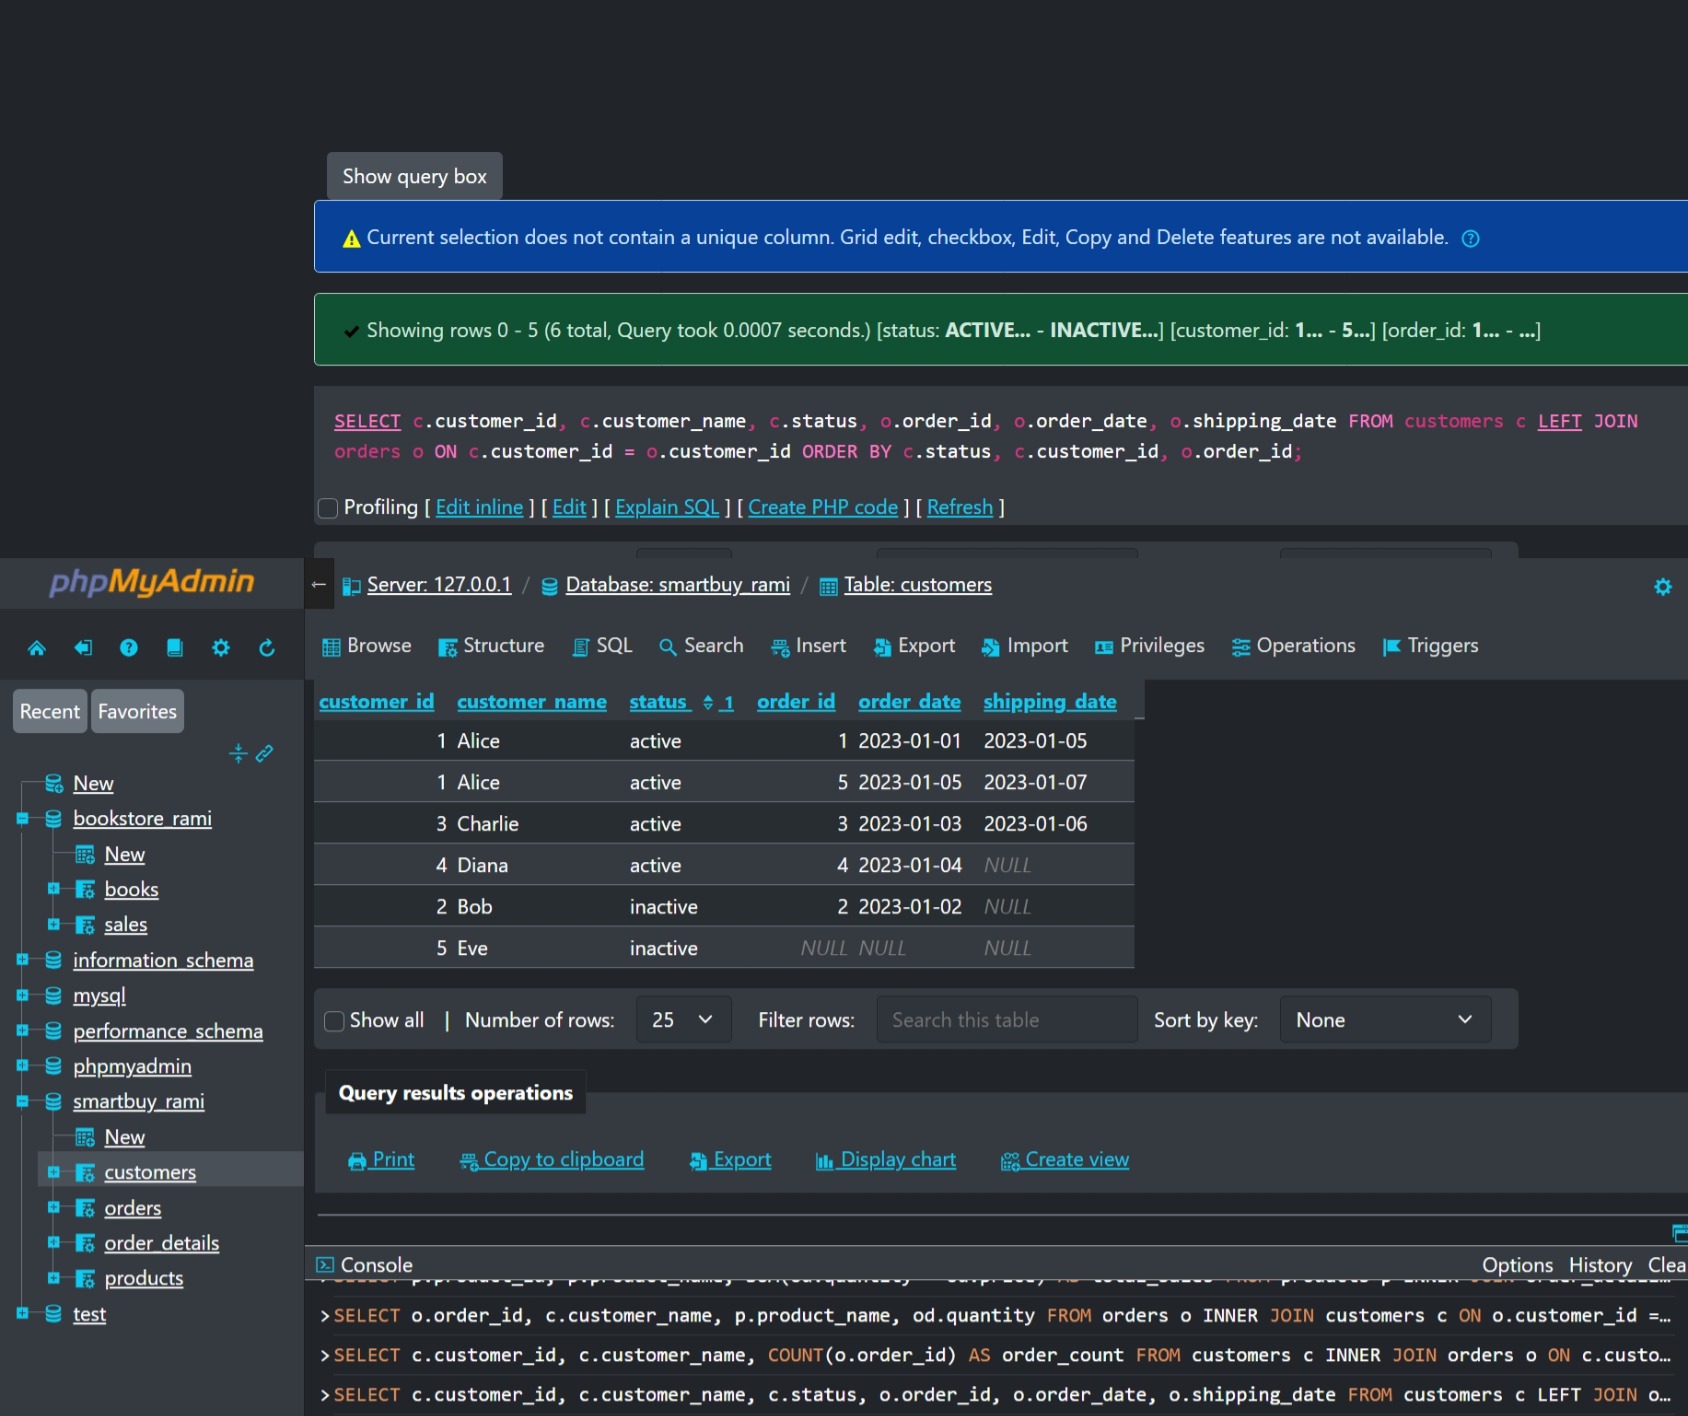 Show query box
Current selection does not contain a unique column. Grid edit, checkbox, Edit, Copy and Delete features are not available.
Showing rows 0 - 5 (6 total, Query took 0.0007 seconds.) [status: ACTIVE... - INACTIVE...] [customer_id: 1... - 5...] [order_id: 1... - ...]
SELECT c.customer_id, c.customer_name, c.status, o.order_id, o.order_date, o.shipping_date FROM customers c LEFT JOIN
orders o ON c.customer_id = o.customer_id ORDER BY c.status, c.customer_id, o.order_id;
Profiling [ Edit inline ] [ Edit ] [ Explain SQL ] [ Create PHP code ] [ Refresh ]
phpMyAdmin
Recent Favorites
New
bookstore_rami
New
books
sales
information_schema
mysql
performance_schema
phpmyadmin
smartbuy_rami
New
customers
orders
order_details
products
test
← Server: 127.0.0.1 / Database: smartbuy_rami / Table: customers
Browse Structure SQL Search Insert Export Import Privileges Operations Triggers
customer_id customer_name status 1 order_id order_date shipping_date
1 Alice active 1 2023-01-01 2023-01-05
1 Alice active 5 2023-01-05 2023-01-07
3 Charlie active 3 2023-01-03 2023-01-06
4 Diana active 4 2023-01-04 NULL
2 Bob inactive 2 2023-01-02 NULL
5 Eve inactive NULL NULL NULL
Show all | Number of rows: 25 Filter rows: Search this table Sort by key: None
Query results operations
Print Copy to clipboard Export Display chart Create view
Console Options History Clea
>SELECT o.order_id, c.customer_name, p.product_name, od.quantity FROM orders o INNER JOIN customers c ON o.customer_id =…
>SELECT c.customer_id, c.customer_name, COUNT(o.order_id) AS order_count FROM customers c INNER JOIN orders o ON c.custo…
>SELECT c.customer_id, c.customer_name, c.status, o.order_id, o.order_date, o.shipping_date FROM customers c LEFT JOIN o…